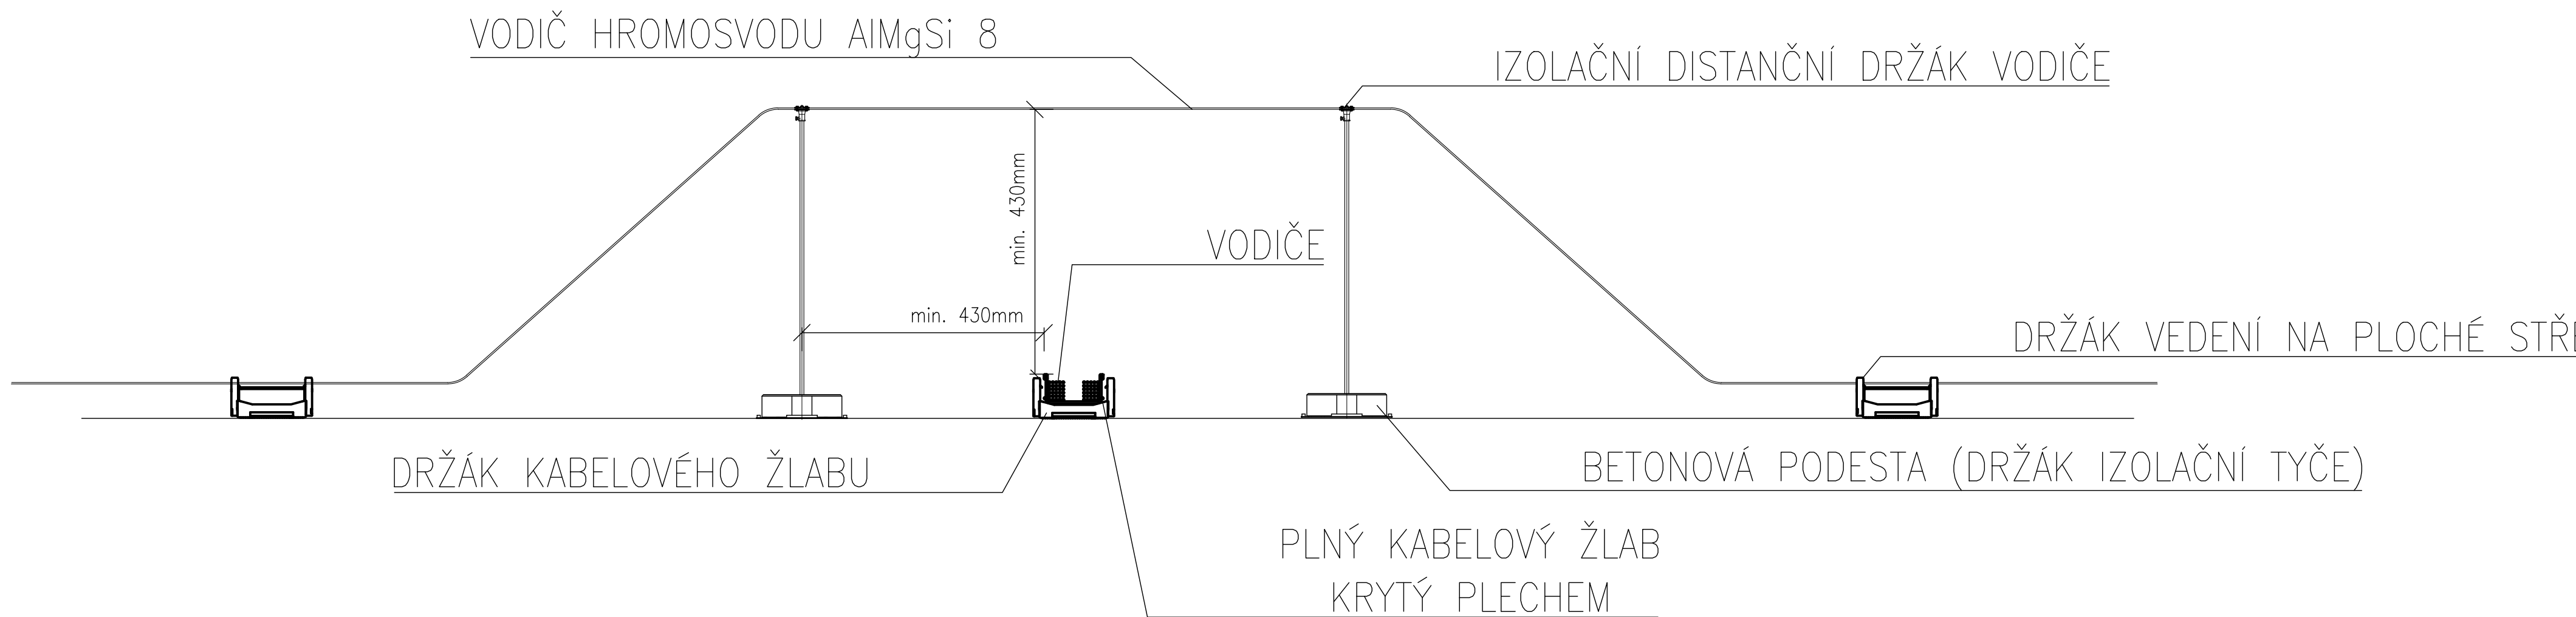 VODIČ HROMOSVODU AlMgSi 8
IZOLAČNÍ DISTANČNÍ DRŽÁK VODIČE
min. 430mm
VODIČE
min. 430mm
DRŽÁK VEDENÍ NA PLOCHÉ
DRŽÁK KABELOVÉHO ŽLABU
BETONOVÁ PODESTA (DRŽÁK IZOLAČNÍ TYČE)
PLNÝ KABELOVÝ ŽLAB
KRYTÝ PLECHEM